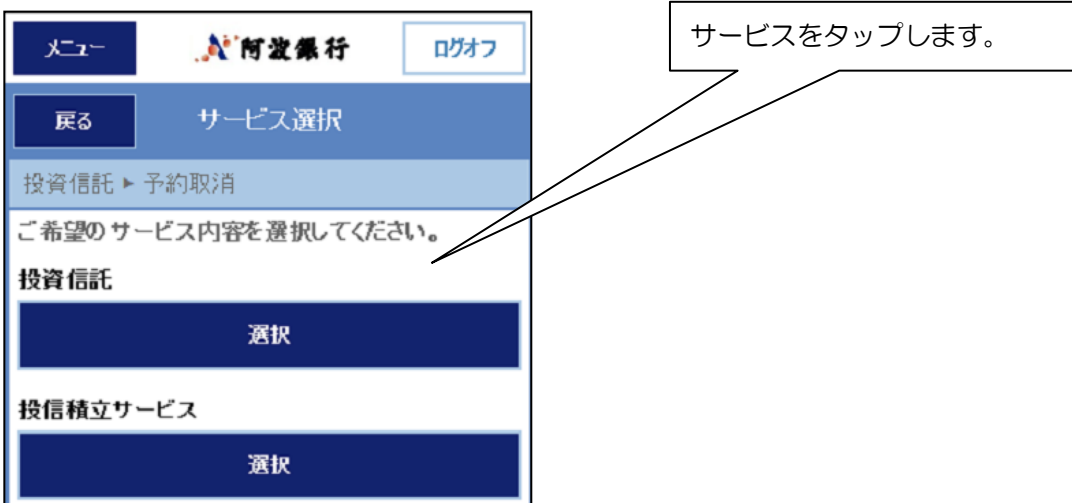 メニュー 阿波銀行 ログオフ
サービスをタップします。
戻る サービス選択
投資信託 ▶ 予約取消
ご希望のサービス内容を選択してください。
投資信託
選択
投信積立サービス
選択